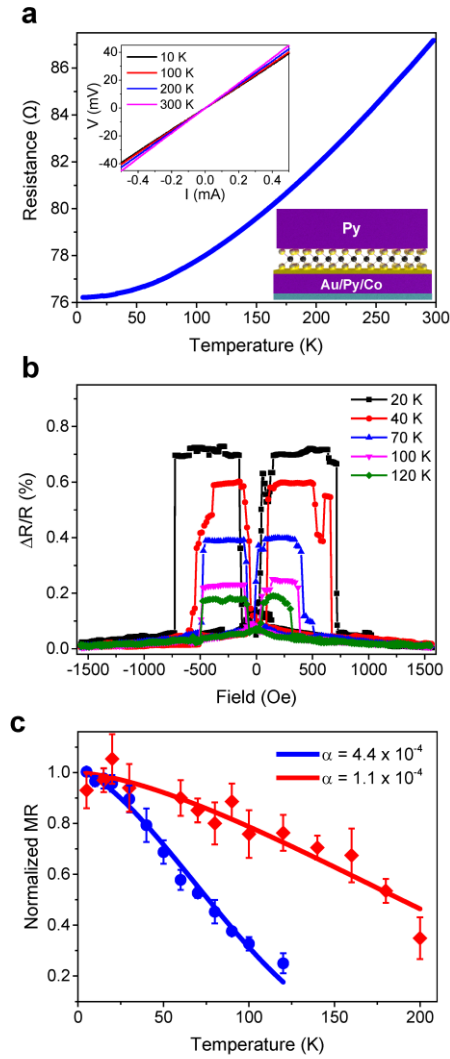 a
Resistance (Ω)
86
84
82
80
78
76
0
50
100
150
200
250
300
Temperature (K)
V (mV)
40
20
0
-20
-40
-0.4
-0.2
0.0
0.2
0.4
I (mA)
10 K
100 K
200 K
300 K
Py
Au/Py/Co
b
ΔR/R (%)
0.8
0.6
0.4
0.2
0.0
-1500
-1000
-500
0
500
1000
1500
Field (Oe)
20 K
40 K
70 K
100 K
120 K
c
Normalized MR
1.0
0.8
0.6
0.4
0.2
0
50
100
150
200
Temperature (K)
α = 4.4 x 10⁻⁴
α = 1.1 x 10⁻⁴